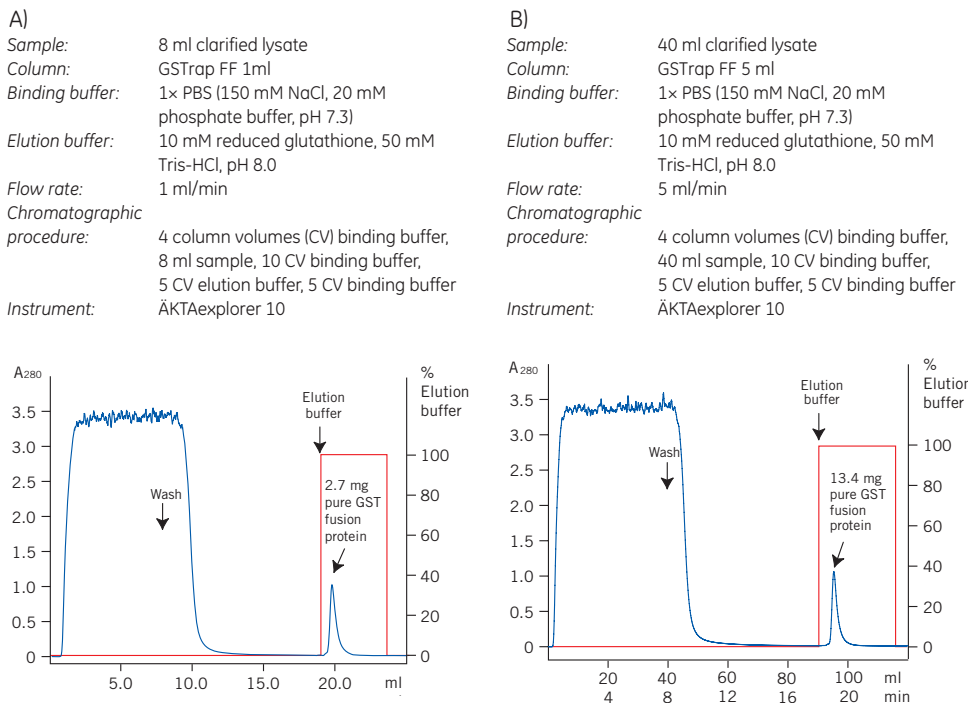 A)
Sample: 8 ml clarified lysate
Column: GSTrap FF 1ml
Binding buffer: 1× PBS (150 mM NaCl, 20 mM
phosphate buffer, pH 7.3)
Elution buffer: 10 mM reduced glutathione, 50 mM
Tris-HCl, pH 8.0
Flow rate: 1 ml/min
Chromatographic
procedure: 4 column volumes (CV) binding buffer,
8 ml sample, 10 CV binding buffer,
5 CV elution buffer, 5 CV binding buffer
Instrument: ÄKTAexplorer 10
B)
Sample: 40 ml clarified lysate
Column: GSTrap FF 5 ml
Binding buffer: 1× PBS (150 mM NaCl, 20 mM
phosphate buffer, pH 7.3)
Elution buffer: 10 mM reduced glutathione, 50 mM
Tris-HCl, pH 8.0
Flow rate: 5 ml/min
Chromatographic
procedure: 4 column volumes (CV) binding buffer,
40 ml sample, 10 CV binding buffer,
5 CV elution buffer, 5 CV binding buffer
Instrument: ÄKTAexplorer 10
A280
%
Elution
buffer
Elution
buffer
3.5
3.0
2.5
2.0
1.5
1.0
0.5
0
Wash
2.7 mg
pure GST
fusion
protein
100
80
60
40
20
0
5.0 10.0 15.0 20.0 ml
A280
%
Elution
buffer
Elution
buffer
3.5
3.0
2.5
2.0
1.5
1.0
0.5
0
Wash
13.4 mg
pure GST
fusion
protein
100
80
60
40
20
0
20 40 60 80 100 ml
4 8 12 16 20 min